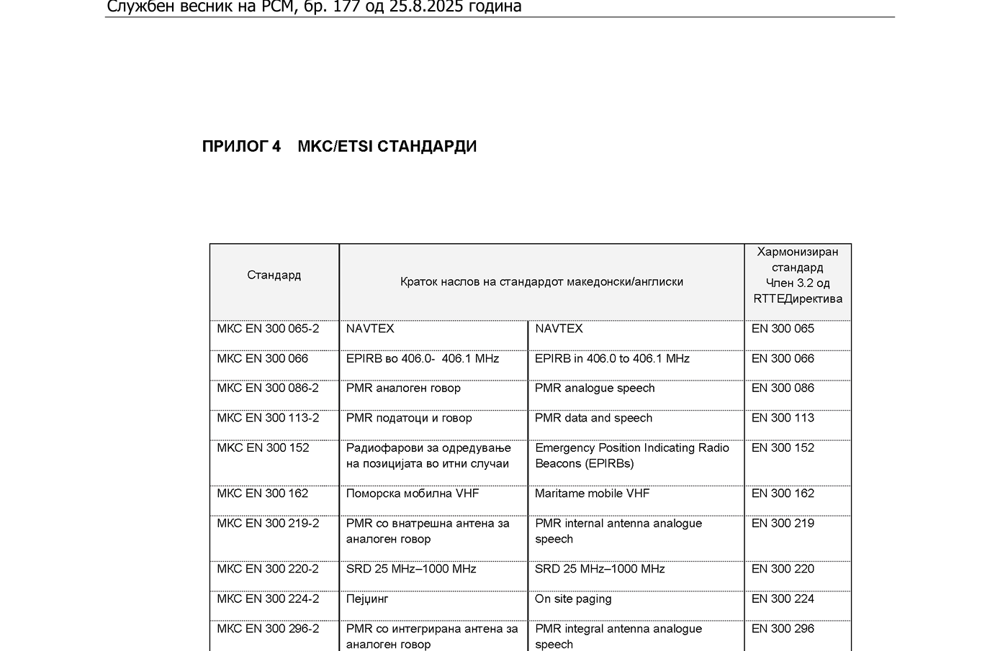 Службен весник на РСМ, бр. 177 од 25.8.2025 година
ПРИЛОГ 4 МКС/ETSI СТАНДАРДИ
Стандард
Краток наслов на стандардот македонски/англиски
Хармонизиран
стандард
Член 3.2 од
RTTEДиректива
МКС EN 300 065-2 NAVTEX NAVTEX EN 300 065
МКС EN 300 066 EPIRB во 406.0- 406.1 MHz EPIRB in 406.0 to 406.1 MHz EN 300 066
МКС EN 300 086-2 PMR аналоген говор PMR analogue speech EN 300 086
МКС EN 300 113-2 PMR податоци и говор PMR data and speech EN 300 113
МКС EN 300 152 Радиофарови за одредување Emergency Position Indicating Radio EN 300 152
на позицијата во итни случаи Beacons (EPIRBs)
МКС EN 300 162 Поморска мобилна VHF Maritame mobile VHF EN 300 162
МКС EN 300 219-2 PMR со внатрешна антена за PMR internal antenna analogue EN 300 219
аналоген говор speech
МКС EN 300 220-2 SRD 25 MHz–1000 MHz SRD 25 MHz–1000 MHz EN 300 220
МКС EN 300 224-2 Пејџинг On site paging EN 300 224
МКС EN 300 296-2 PMR со интегрирана антена за PMR integral antenna analogue EN 300 296
аналоген говор speech